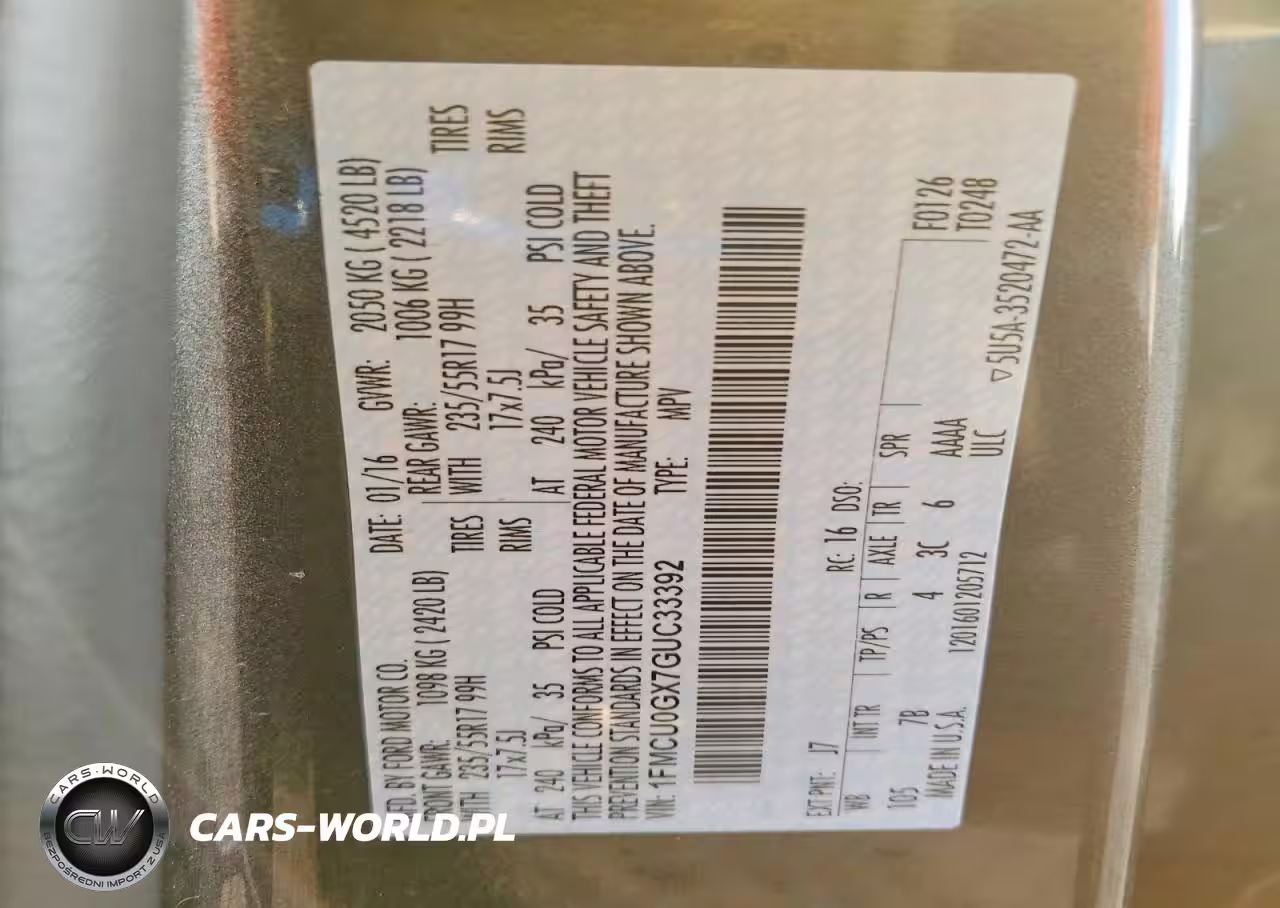 MFD. BY FORD MOTOR CO.
DATE: 01/16 GVWR: 2050 KG ( 4520 LB)
FRONT GAWR: 1098 KG ( 2420 LB)
REAR GAWR: 1006 KG ( 2218 LB)
WITH 235/55R17 99H TIRES
WITH 235/55R17 99H TIRES
17x7.5J RIMS
17x7.5J RIMS
AT 240 kPa/ 35 PSI COLD
AT 240 kPa/ 35 PSI COLD
THIS VEHICLE CONFORMS TO ALL APPLICABLE FEDERAL MOTOR VEHICLE SAFETY AND THEFT
PREVENTION STANDARDS IN EFFECT ON THE DATE OF MANUFACTURE SHOWN ABOVE.
VIN: 1FMCU0GX7GUC33392 TYPE: MPV
EXT PNT: J7 RC: 16 DSO: F0126
T0248
WB INT TR TP/PS R AXLE TR SPR
105 7B 4 3C 6 AAAA
MADE IN U.S.A. 1201601205712 ULC
▽5U5A-3520472-AA
CARS-WORLD
CW
BEZPOŚREDNI IMPORT Z USA
CARS-WORLD.PL